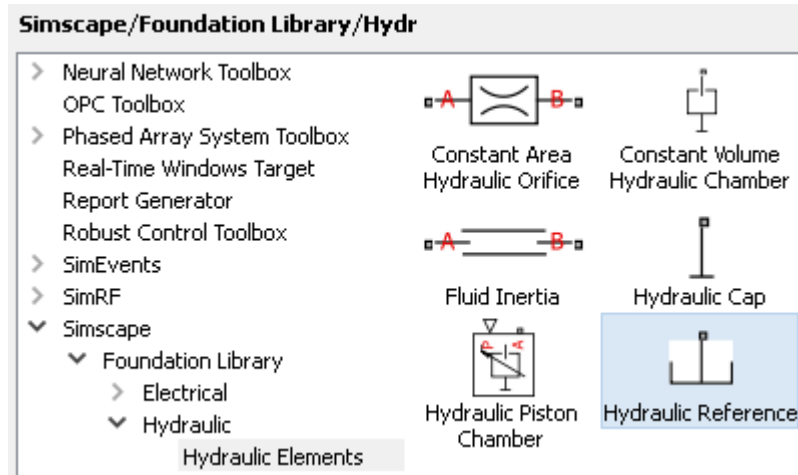 Simscape/Foundation Library/Hydr
Neural Network Toolbox
OPC Toolbox
Phased Array System Toolbox
Real-Time Windows Target
Report Generator
Robust Control Toolbox
SimEvents
SimRF
Simscape
Foundation Library
Electrical
Hydraulic
Hydraulic Elements
A B
Constant Area
Hydraulic Orifice
Constant Volume
Hydraulic Chamber
A B
Fluid Inertia
Hydraulic Cap
P A
Hydraulic Piston
Chamber
Hydraulic Reference